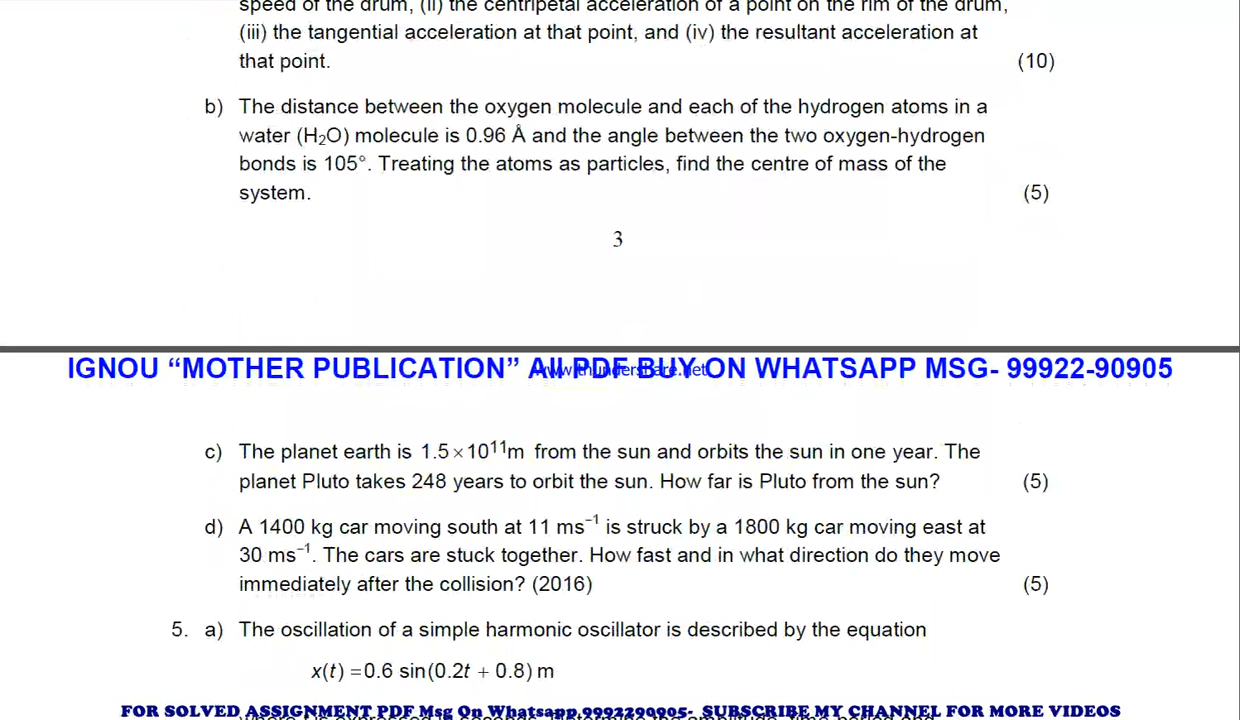 speed of the drum, (ii) the centripetal acceleration of a point on the rim of the drum,
(iii) the tangential acceleration at that point, and (iv) the resultant acceleration at
that point. (10)
b) The distance between the oxygen molecule and each of the hydrogen atoms in a
water (H₂O) molecule is 0.96 Å and the angle between the two oxygen-hydrogen
bonds is 105°. Treating the atoms as particles, find the centre of mass of the
system. (5)
3
IGNOU “MOTHER PUBLICATION” All PDF BUY ON WHATSAPP MSG- 99922-90905
www.thundershare.net
c) The planet earth is 1.5×10¹¹m from the sun and orbits the sun in one year. The
planet Pluto takes 248 years to orbit the sun. How far is Pluto from the sun? (5)
d) A 1400 kg car moving south at 11 ms⁻¹ is struck by a 1800 kg car moving east at
30 ms⁻¹. The cars are stuck together. How fast and in what direction do they move
immediately after the collision? (2016) (5)
5. a) The oscillation of a simple harmonic oscillator is described by the equation
x(t) =0.6 sin(0.2t + 0.8) m
FOR SOLVED ASSIGNMENT PDF Msg On Whatsapp.9992290905- SUBSCRIBE MY CHANNEL FOR MORE VIDEOS